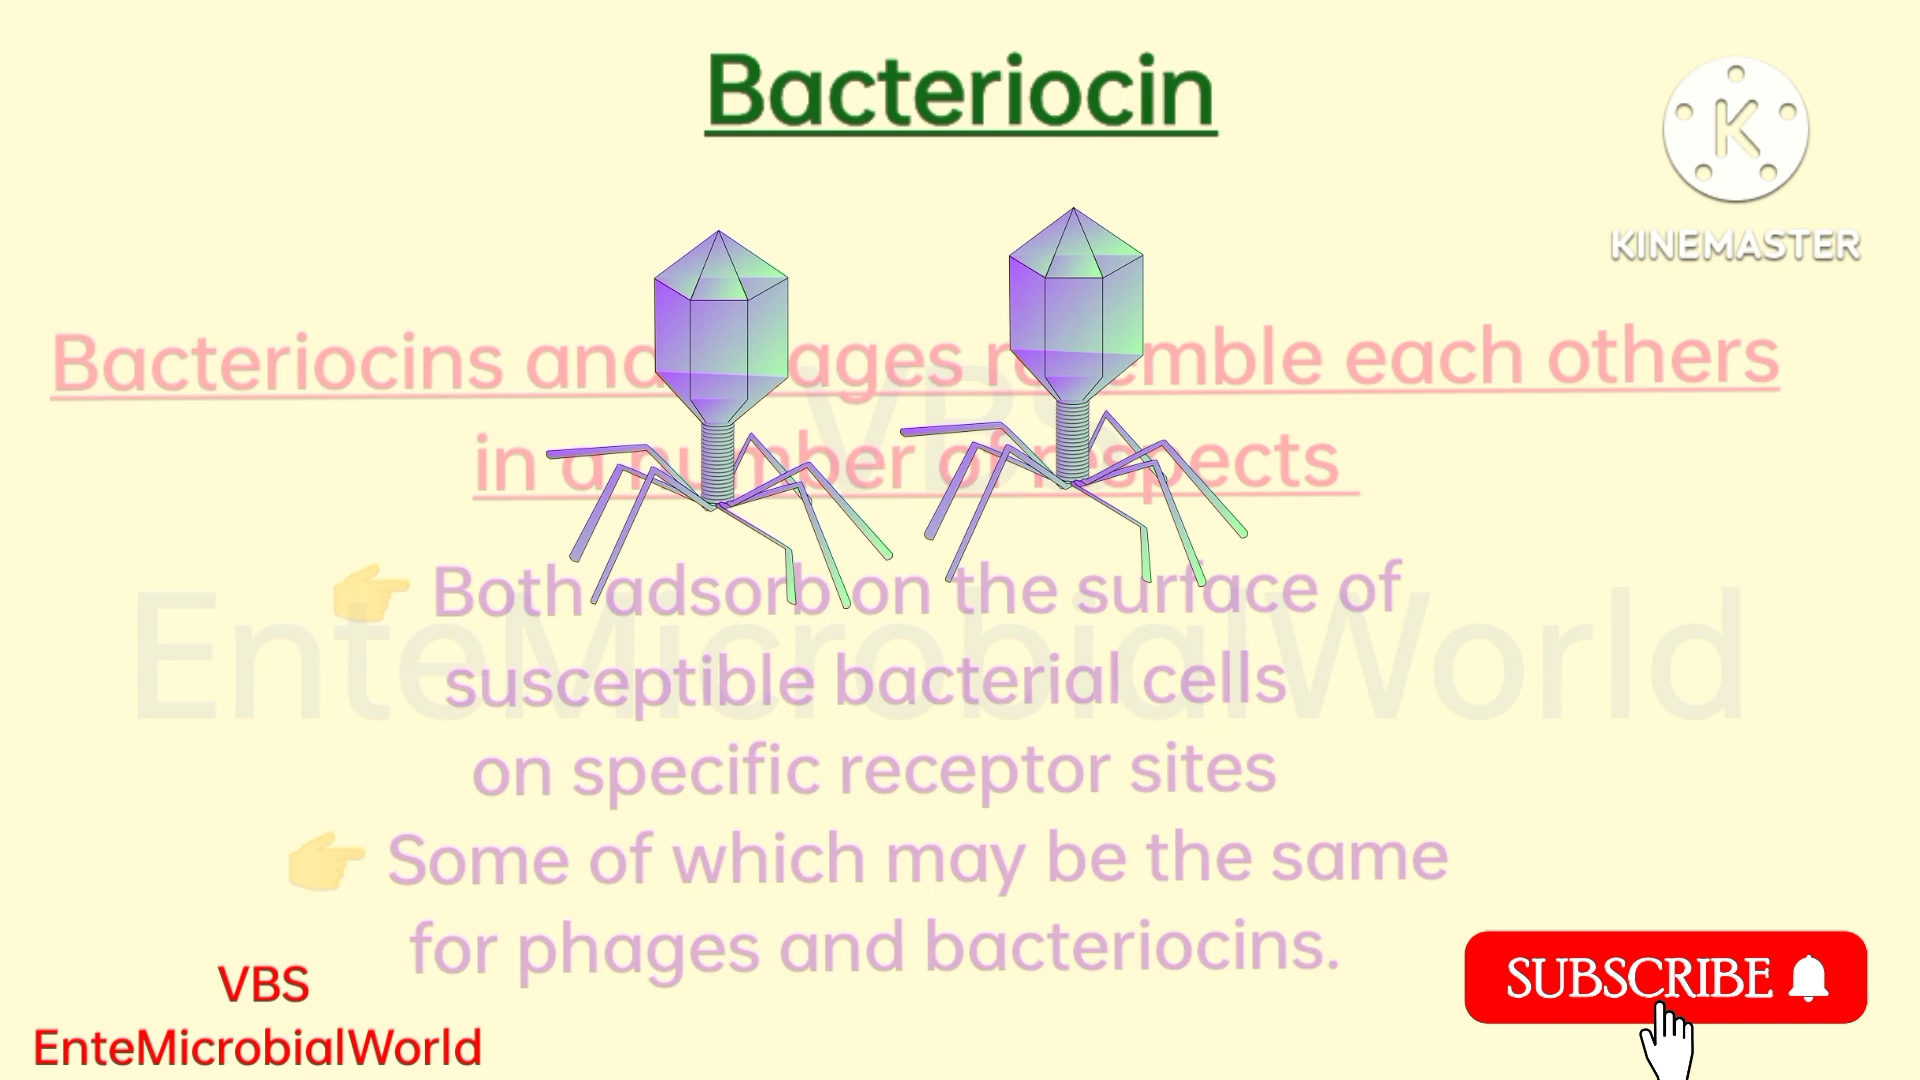 Bacteriocin
K
KINEMASTER
Bacteriocins and phages resemble each others
in a number of respects
VBS
👉 Both adsorb on the surface of
EnteMicrobialWorld
susceptible bacterial cells
on specific receptor sites
👉 Some of which may be the same
for phages and bacteriocins.
VBS
EnteMicrobialWorld
SUBSCRIBE